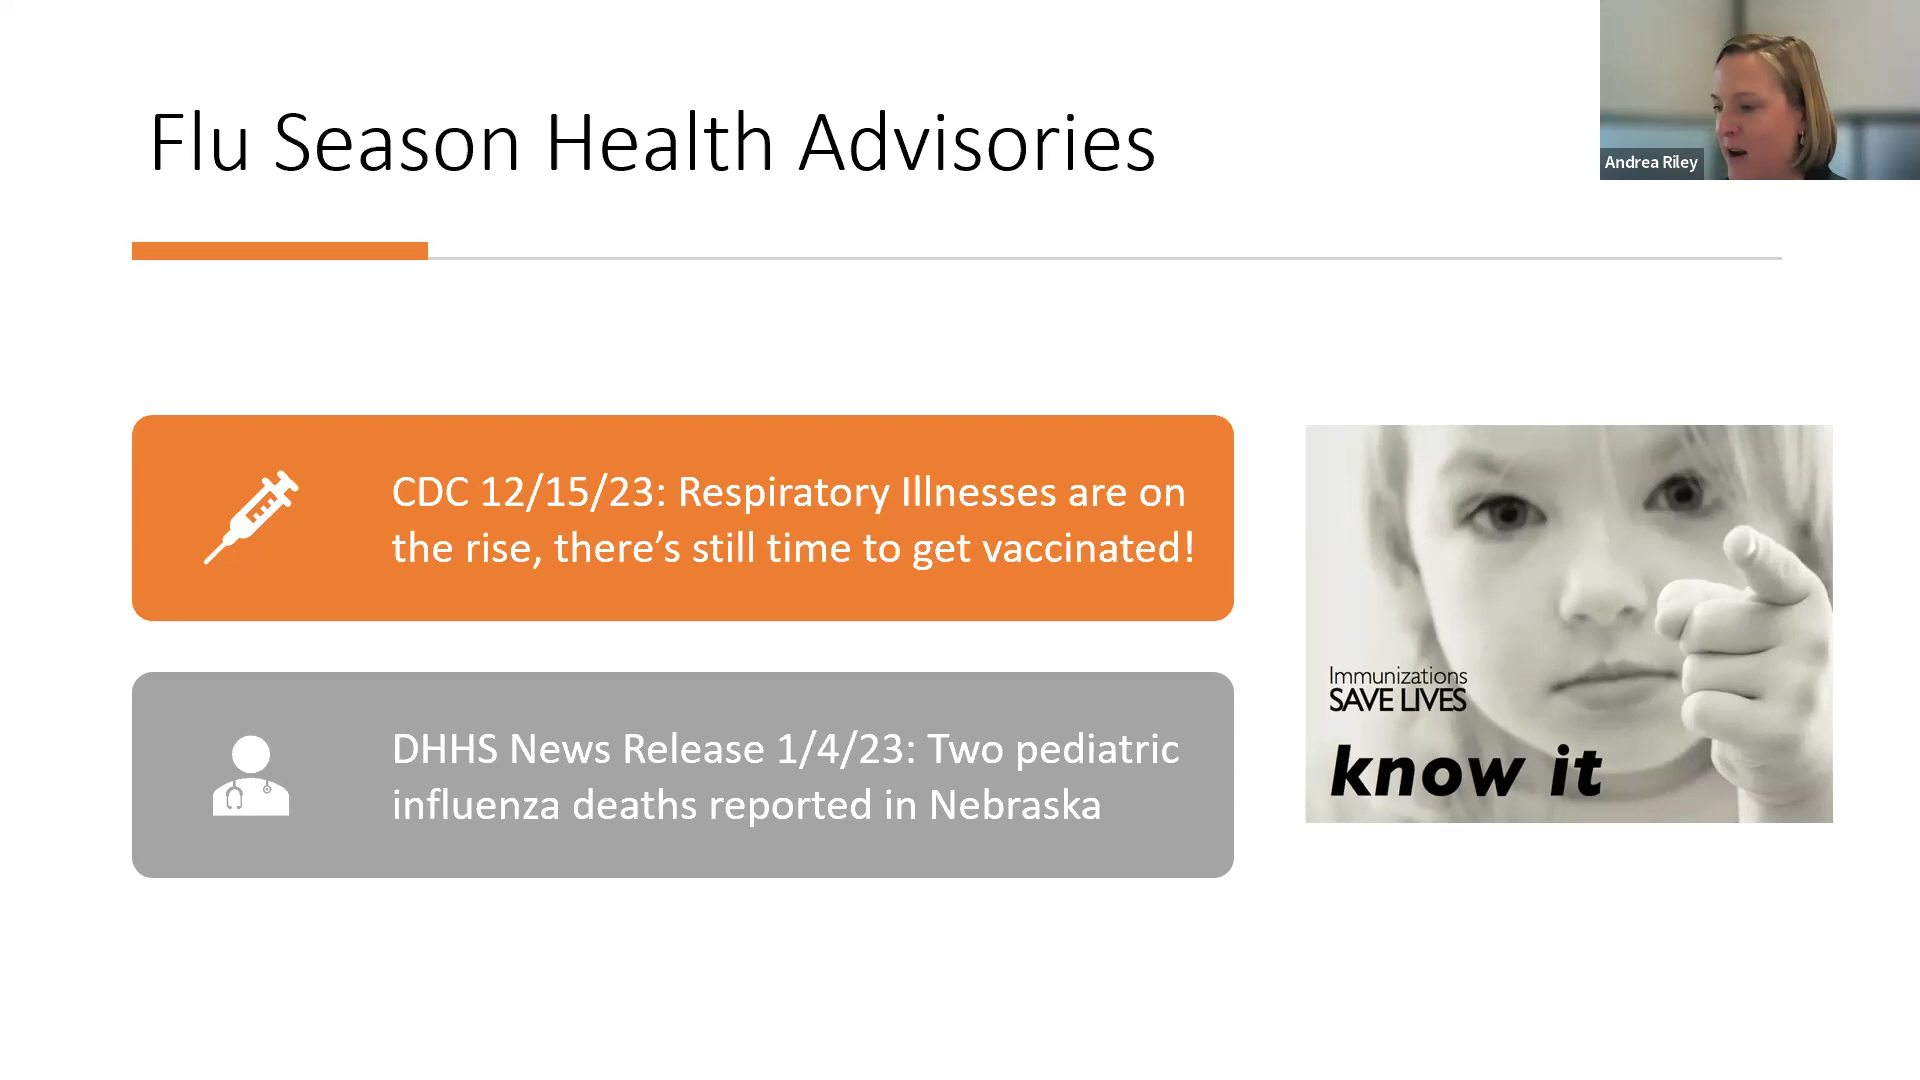 Flu Season Health Advisories
Andrea Riley
CDC 12/15/23: Respiratory Illnesses are on
the rise, there’s still time to get vaccinated!
DHHS News Release 1/4/23: Two pediatric
influenza deaths reported in Nebraska
Immunizations
SAVE LIVES
know it